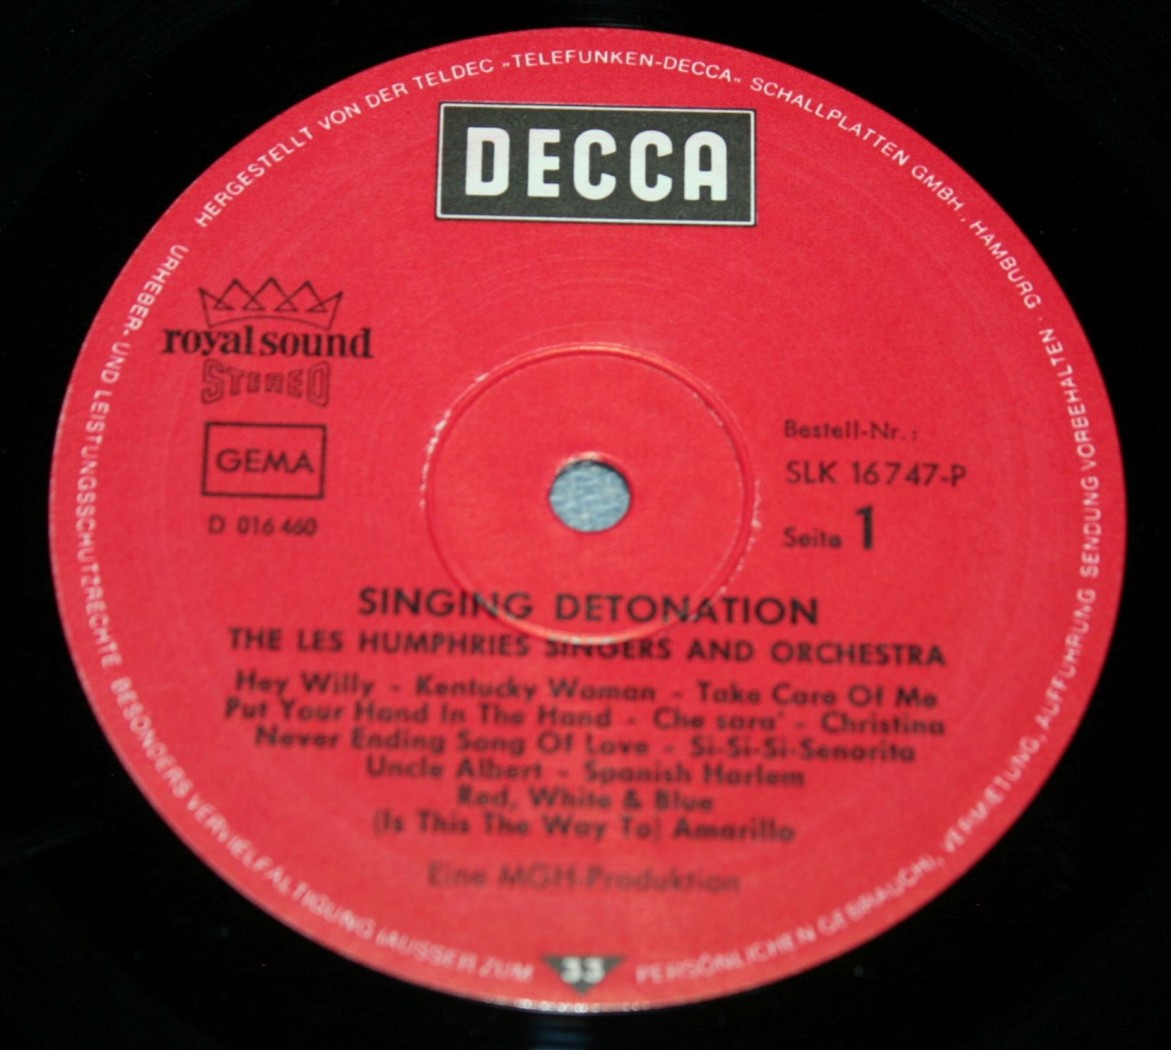 HERGESTELLT VON DER TELDEC „TELEFUNKEN-DECCA“ SCHALLPLATTEN GMBH., HAMBURG ·
URHEBER- UND LEISTUNGSSCHUTZRECHTE BESONDERS VERVIELFÄLTIGUNG (AUSSER ZUM PERSÖNLICHEN GEBRAUCH), VERMIETUNG, AUFFÜHRUNG SENDUNG VORBEHALTEN
DECCA
royal sound
STEREO
GEMA
D 016 460
Bestell-Nr.:
SLK 16747-P
Seite 1
SINGING DETONATION
THE LES HUMPHRIES SINGERS AND ORCHESTRA
Hey Willy - Kentucky Woman - Take Care Of Me
Put Your Hand In The Hand - Che sara' - Christina
Never Ending Song Of Love - Si-Si-Si-Senorita
Uncle Albert - Spanish Harlem
Red, White & Blue
(Is This The Way To) Amarillo
Eine MGH-Produktion
33